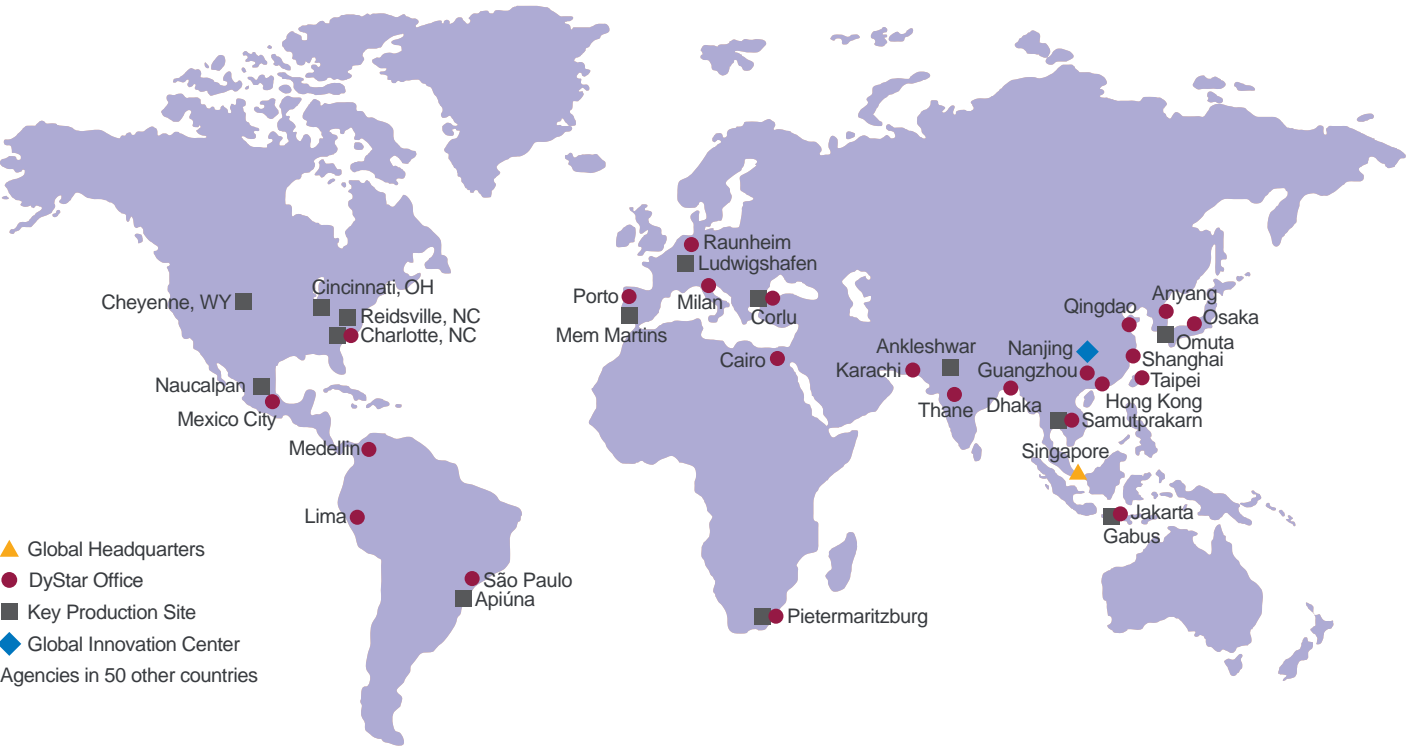 Raunheim
Ludwigshafen
Cincinnati, OH
Cheyenne, WY
Porto
Milan
Anyang
Qingdao
Reidsville, NC
Corlu
Osaka
Charlotte, NC
Mem Martins
Omuta
Ankleshwar
Nanjing
Shanghai
Cairo
Karachi
Guangzhou
Taipei
Naucalpan
Hong Kong
Dhaka
Thane
Mexico City
Samutprakarn
Medellin
Singapore
Lima
Jakarta
Gabus
Global Headquarters
DyStar Office
São Paulo
Apiúna
Key Production Site
Pietermaritzburg
Global Innovation Center
Agencies in 50 other countries